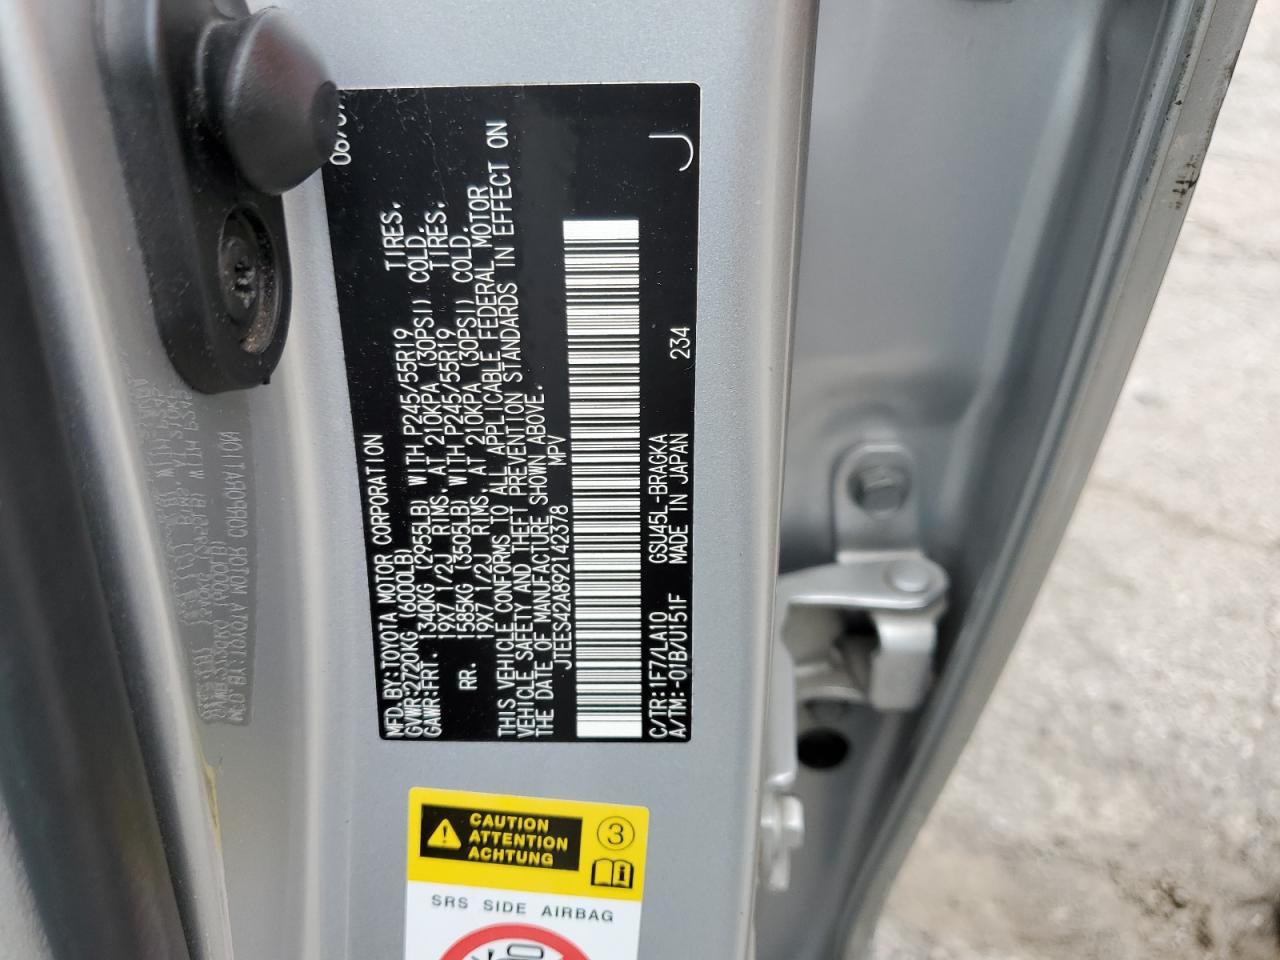 06/0
MFD.BY:TOYOTA MOTOR CORPORATION
GVWR:2720KG (6000LB)
GAWR:FRT. 1340KG (2955LB) WITH P245/55R19 TIRES,
19X7 1/2J RIMS, AT 210KPA (30PSI) COLD.
RR. 1585KG (3505LB) WITH P245/55R19 TIRES,
19X7 1/2J RIMS, AT 210KPA (30PSI) COLD.
THIS VEHICLE CONFORMS TO ALL APPLICABLE FEDERAL MOTOR
VEHICLE SAFETY AND THEFT PREVENTION STANDARDS IN EFFECT ON
THE DATE OF MANUFACTURE SHOWN ABOVE.
JTEES42A892142378 MPV
C/TR:1F7/LA10 GSU45L-BRAGKA
A/TM:-01B/U151F MADE IN JAPAN 234
CAUTION
ATTENTION
ACHTUNG
3
SRS SIDE AIRBAG